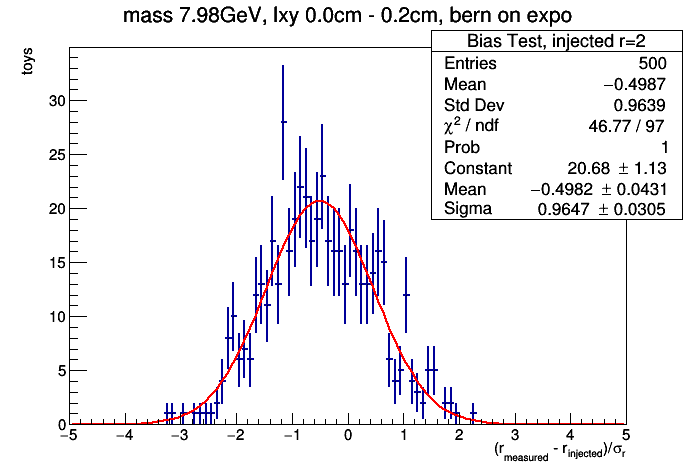 mass 7.98GeV, lxy 0.0cm - 0.2cm, bern on expo
Bias Test, injected r=2
Entries 500
Mean −0.4987
Std Dev 0.9639
χ² / ndf 46.77 / 97
Prob 1
Constant 20.68 ± 1.13
Mean −0.4982 ± 0.0431
Sigma 0.9647 ± 0.0305
toys
30
25
20
15
10
5
0
−5 −4 −3 −2 −1 0 1 2 3 4 5
(r_measured - r_injected)/σ_r